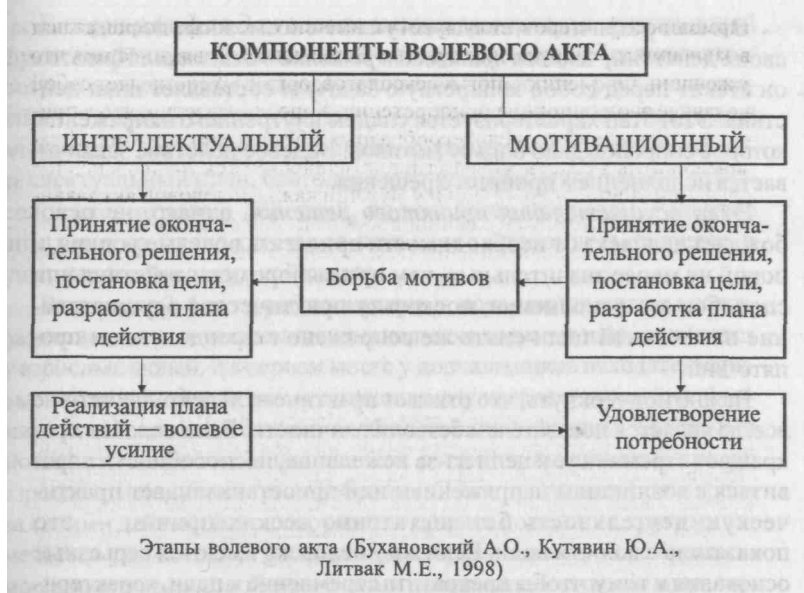 КОМПОНЕНТЫ ВОЛЕВОГО АКТА
ИНТЕЛЛЕКТУАЛЬНЫЙ
МОТИВАЦИОННЫЙ
Принятие оконча-
тельного решения,
постановка цели,
разработка плана
действия
Борьба мотивов
Принятие оконча-
тельного решения,
постановка цели,
разработка плана
действия
Реализация плана
действий — волевое
усилие
Удовлетворение
потребности
Этапы волевого акта (Бухановский А.О., Кутявин Ю.А.,
Литвак М.Е., 1998)